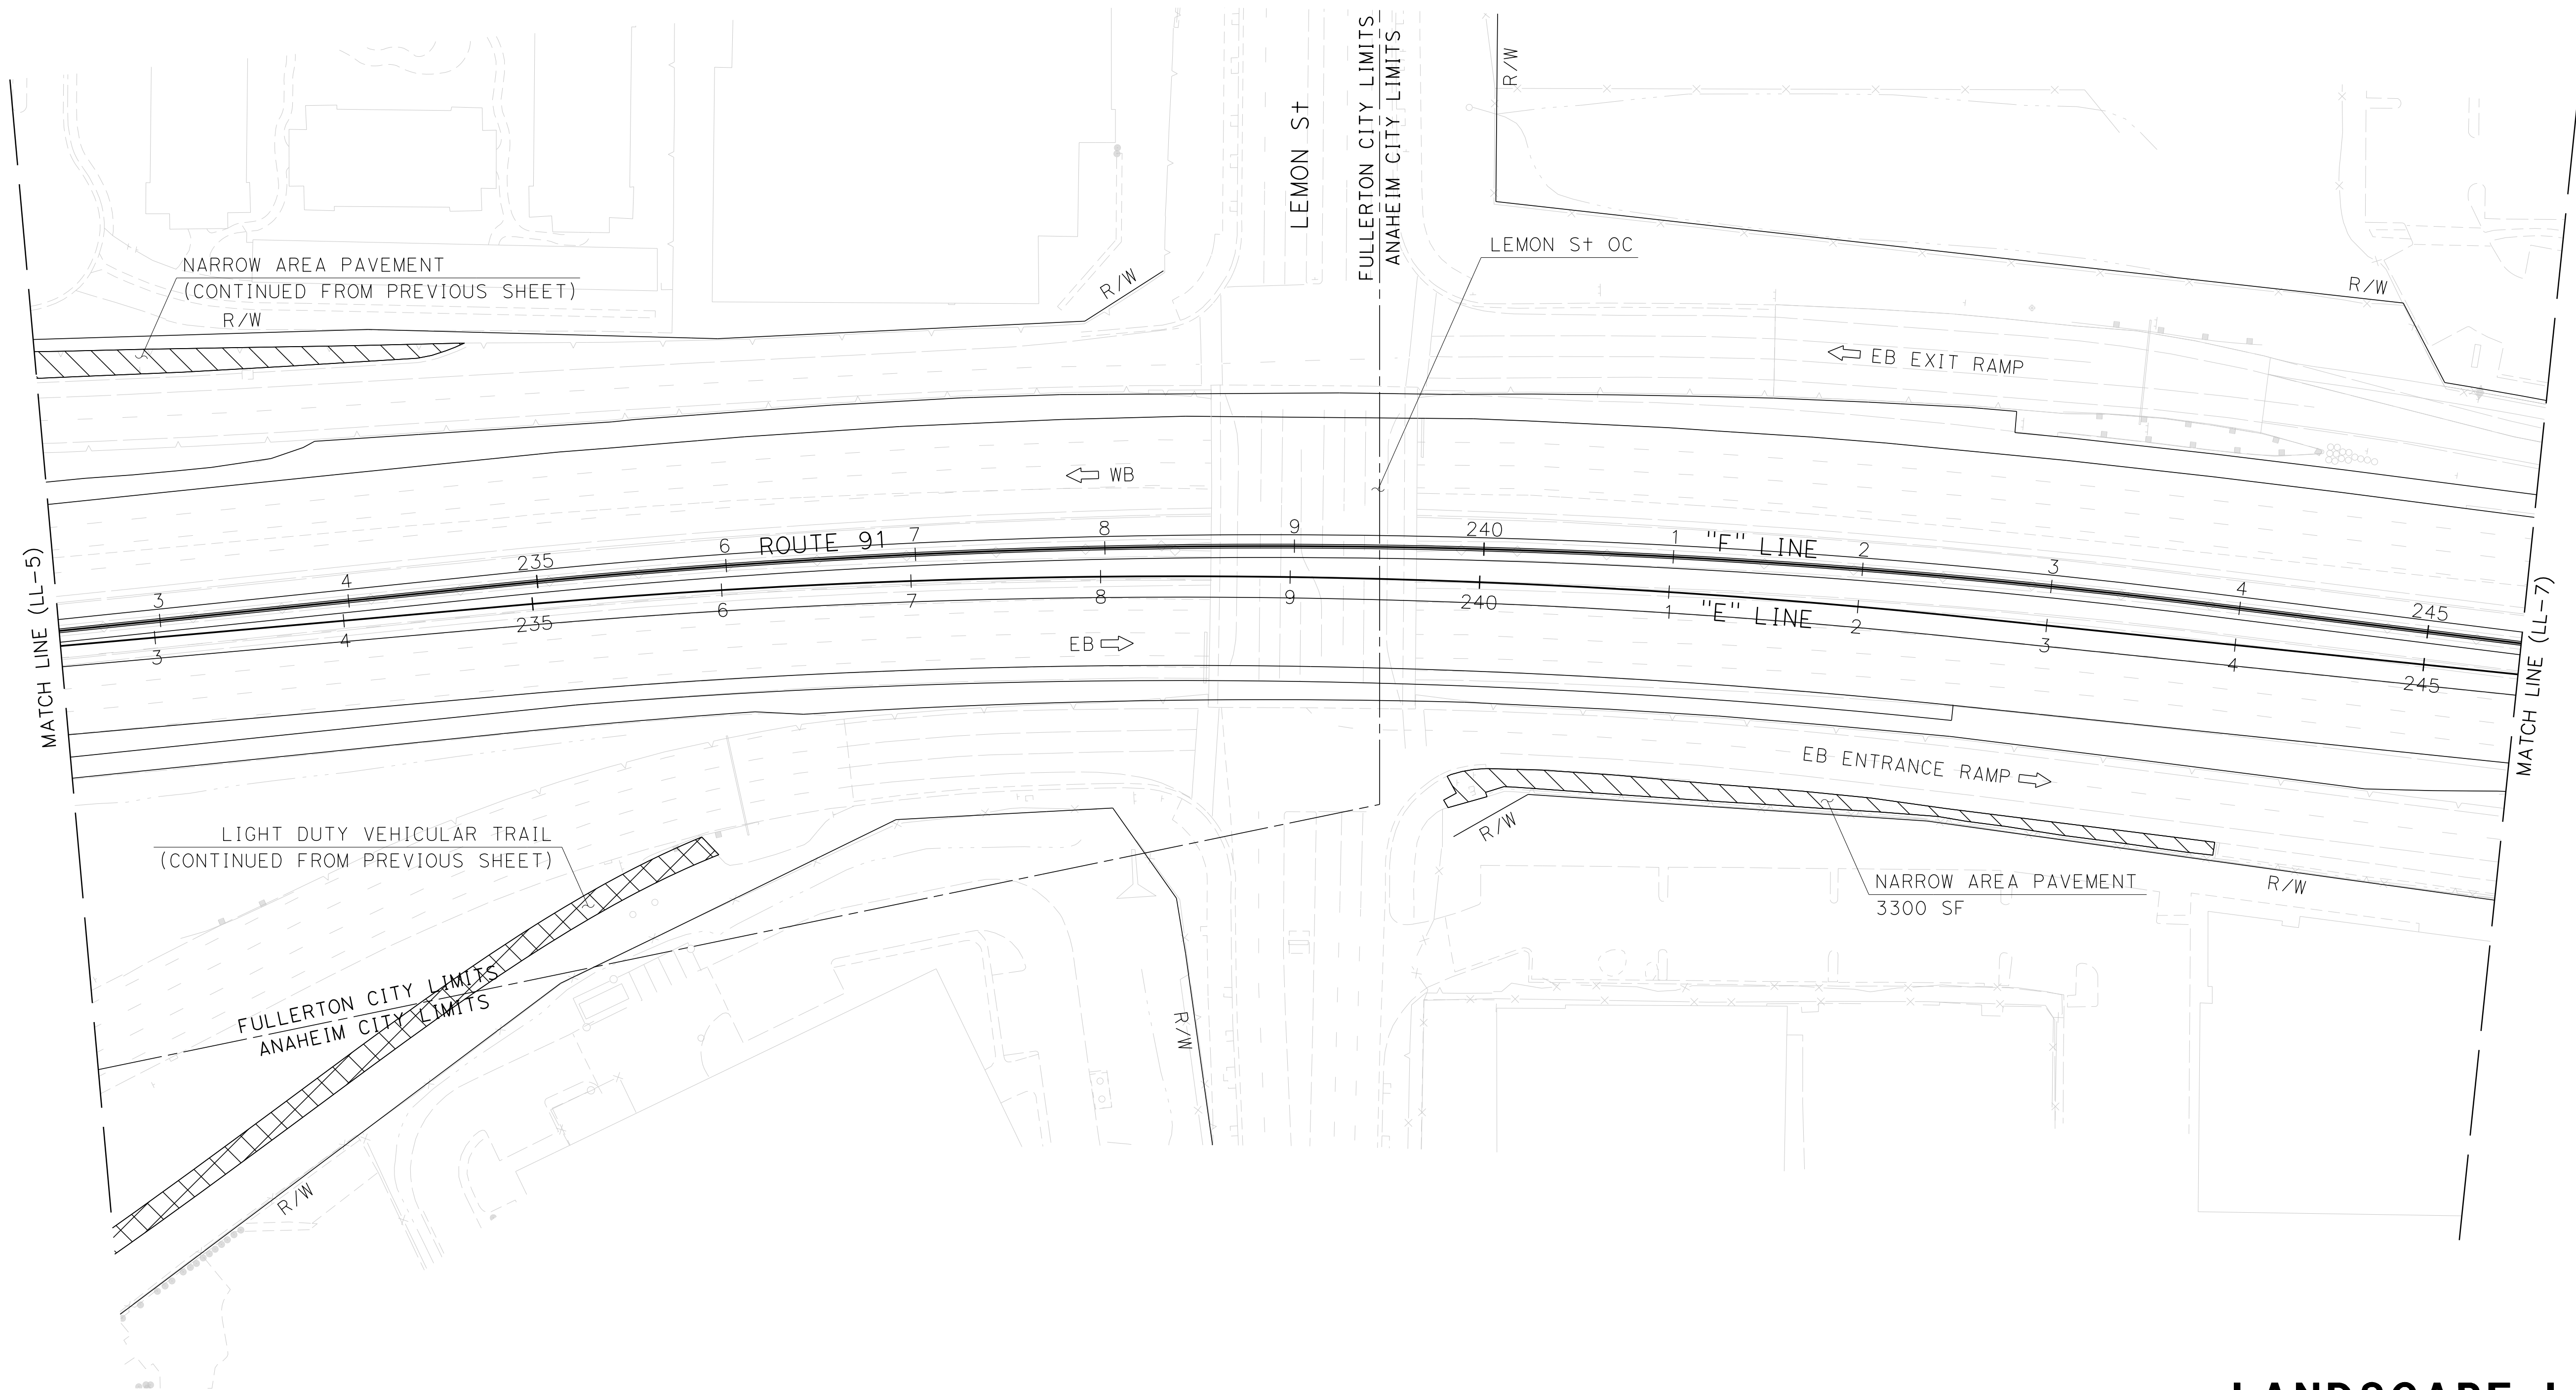 FULLERTON CITY LIMITS
ANAHEIM CITY LIMITS
LEMON St
R/W
LEMON St OC
NARROW AREA PAVEMENT
(CONTINUED FROM PREVIOUS SHEET)
R/W
R/W
R/W
EB EXIT RAMP
WB
MATCH LINE (LL-5)
3
4
235
6
ROUTE 91
7
8
9
240
1
"F" LINE
2
3
4
245
3
4
235
6
7
8
9
240
1
"E" LINE
2
3
4
245
MATCH LINE (LL-7)
EB
EB ENTRANCE RAMP
R/W
LIGHT DUTY VEHICULAR TRAIL
(CONTINUED FROM PREVIOUS SHEET)
NARROW AREA PAVEMENT
3300 SF
R/W
FULLERTON CITY LIMITS
ANAHEIM CITY LIMITS
R/W
R/W